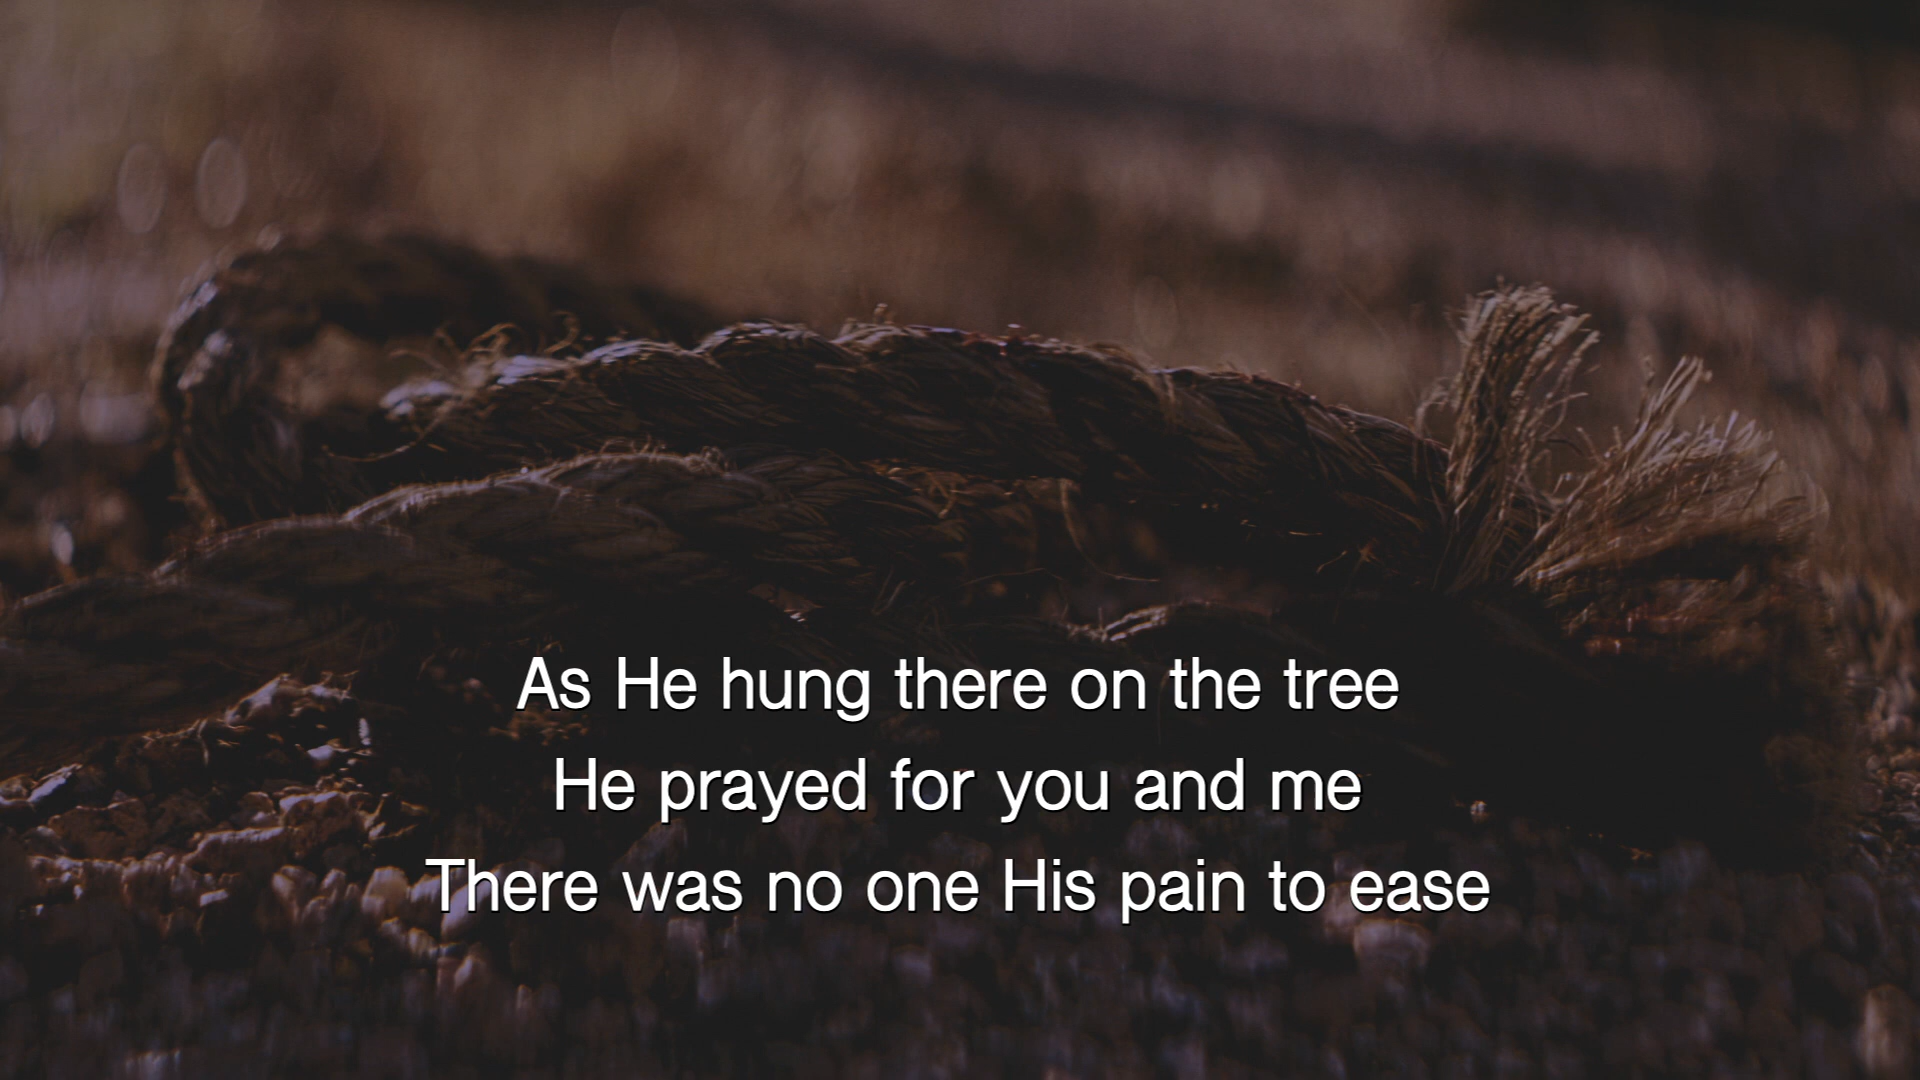 As He hung there on the tree
He prayed for you and me
There was no one His pain to ease